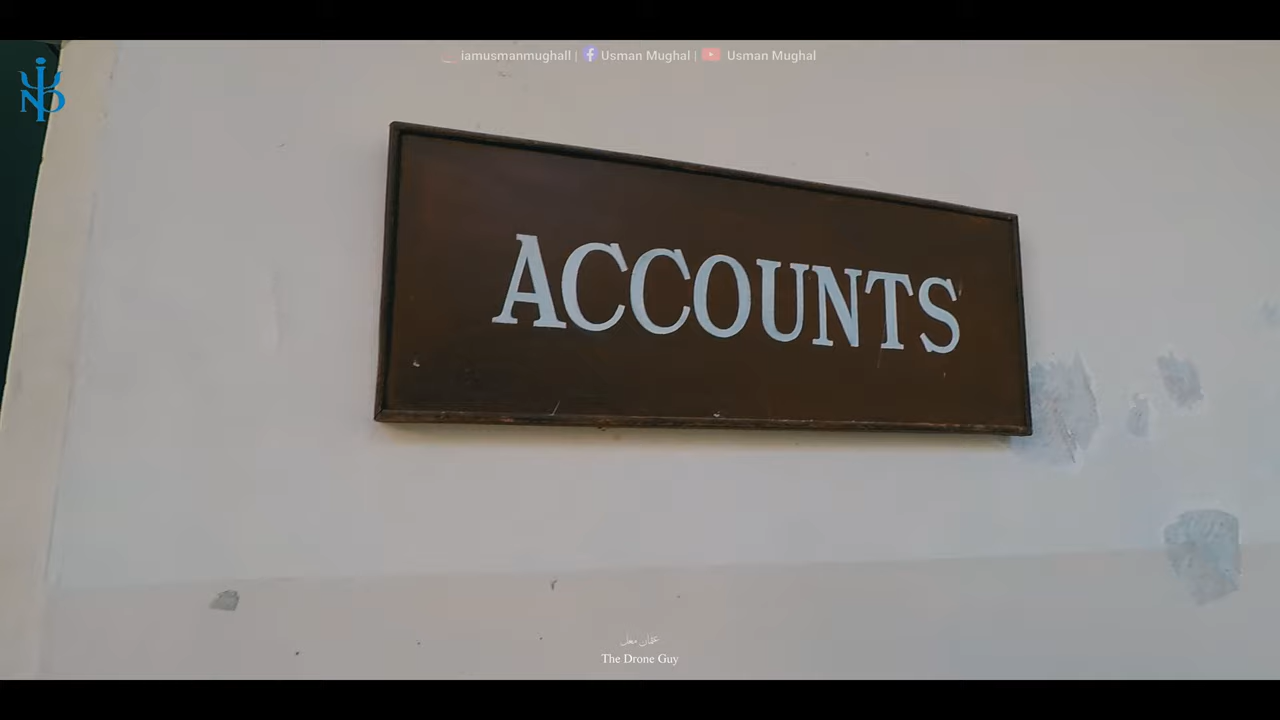 iamusmanmughall | Usman Mughal | Usman Mughal
ACCOUNTS
عثمان مغل
The Drone Guy